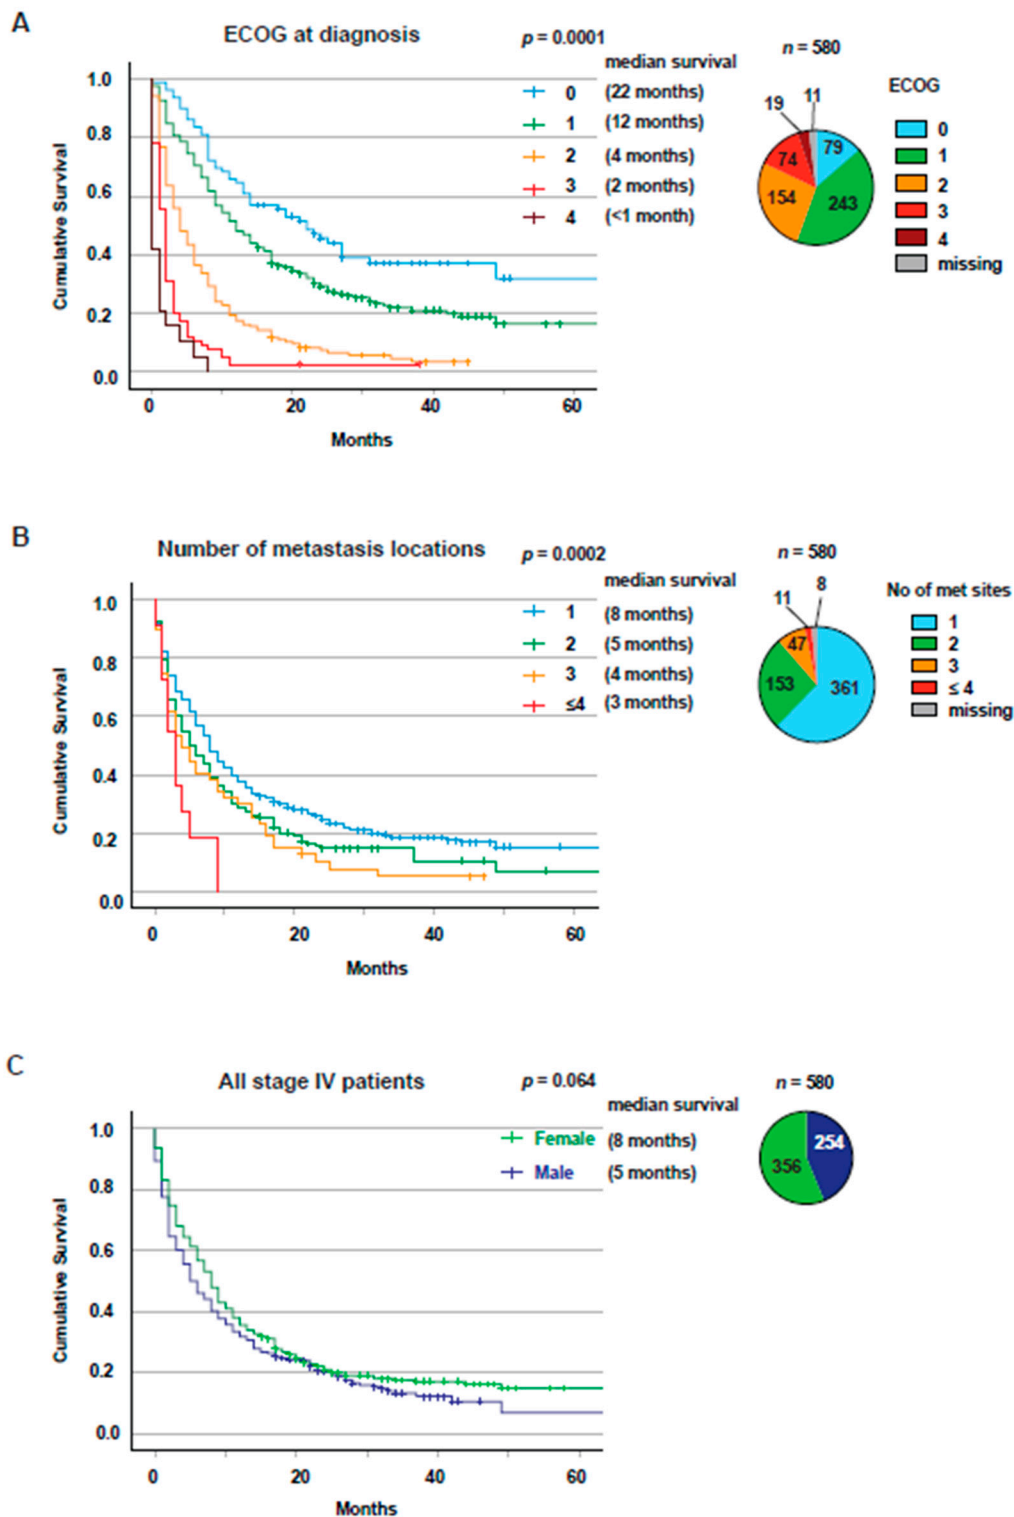 A
ECOG at diagnosis
p = 0.0001
median survival
0 (22 months)
1 (12 months)
2 (4 months)
3 (2 months)
4 (<1 month)
n = 580
19 11
79
74
154
243
ECOG
0
1
2
3
4
missing
Cumulative Survival
1.0
0.8
0.6
0.4
0.2
0.0
0 20 40 60
Months
B
Number of metastasis locations
p = 0.0002
median survival
1 (8 months)
2 (5 months)
3 (4 months)
≤4 (3 months)
n = 580
11 8
47
153
361
No of met sites
1
2
3
≤ 4
missing
Cumulative Survival
1.0
0.8
0.6
0.4
0.2
0.0
0 20 40 60
Months
C
All stage IV patients
p = 0.064
median survival
Female (8 months)
Male (5 months)
n = 580
254
356
Cumulative Survival
1.0
0.8
0.6
0.4
0.2
0.0
0 20 40 60
Months